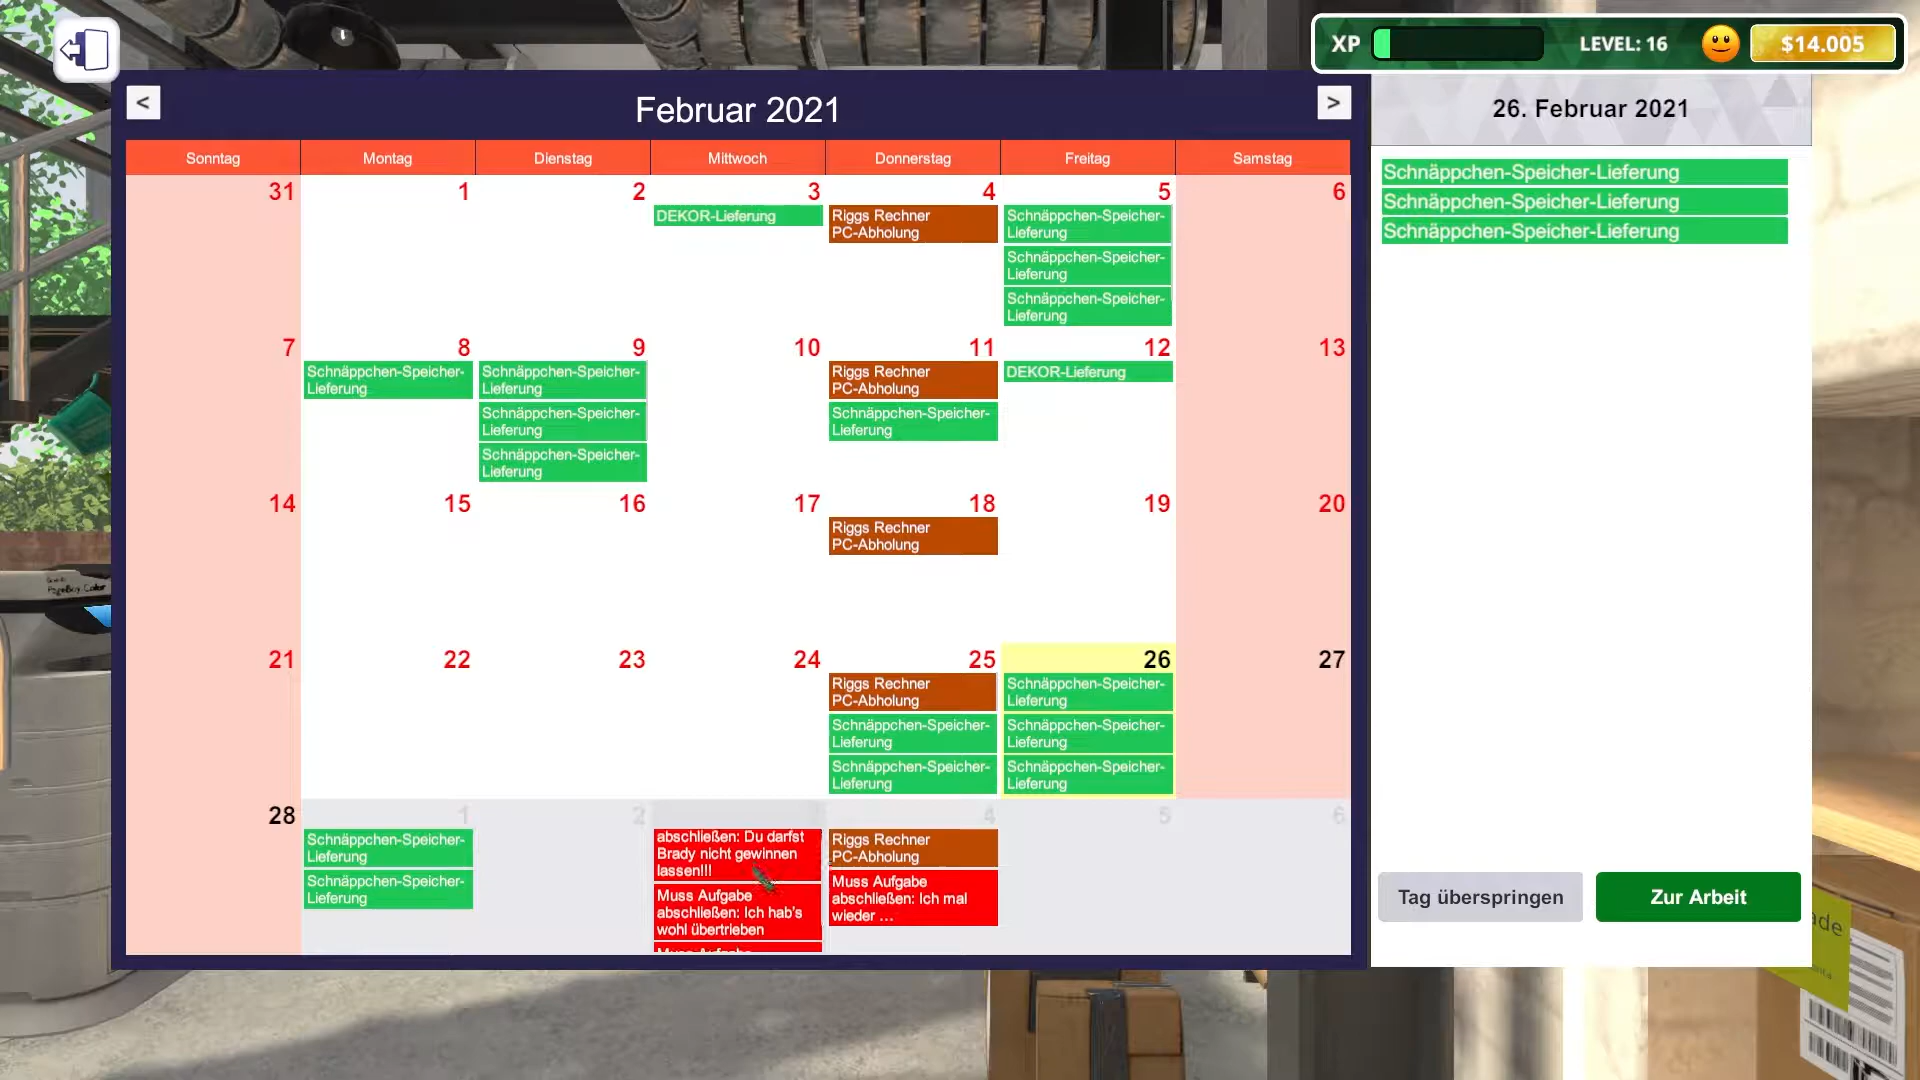 XP
LEVEL: 16
$14.005
<
Februar 2021
>
26. Februar 2021
Sonntag
Montag
Dienstag
Mittwoch
Donnerstag
Freitag
Samstag
31
1
2
3
DEKOR-Lieferung
4
Riggs Rechner
PC-Abholung
5
Schnäppchen-Speicher-
Lieferung
Schnäppchen-Speicher-
Lieferung
Schnäppchen-Speicher-
Lieferung
6
7
8
Schnäppchen-Speicher-
Lieferung
9
Schnäppchen-Speicher-
Lieferung
Schnäppchen-Speicher-
Lieferung
Schnäppchen-Speicher-
Lieferung
10
11
Riggs Rechner
PC-Abholung
Schnäppchen-Speicher-
Lieferung
12
DEKOR-Lieferung
13
14
15
16
17
18
Riggs Rechner
PC-Abholung
19
20
21
22
23
24
25
Riggs Rechner
PC-Abholung
Schnäppchen-Speicher-
Lieferung
Schnäppchen-Speicher-
Lieferung
26
Schnäppchen-Speicher-
Lieferung
Schnäppchen-Speicher-
Lieferung
Schnäppchen-Speicher-
Lieferung
27
28
1
Schnäppchen-Speicher-
Lieferung
Schnäppchen-Speicher-
Lieferung
2
abschließen: Du darfst
Brady nicht gewinnen
lassen!!!
Muss Aufgabe
abschließen: Ich hab's
wohl übertrieben
Muss Aufgabe
4
Riggs Rechner
PC-Abholung
Muss Aufgabe
abschließen: Ich mal
wieder ...
5
6
Schnäppchen-Speicher-Lieferung
Schnäppchen-Speicher-Lieferung
Schnäppchen-Speicher-Lieferung
Tag überspringen
Zur Arbeit